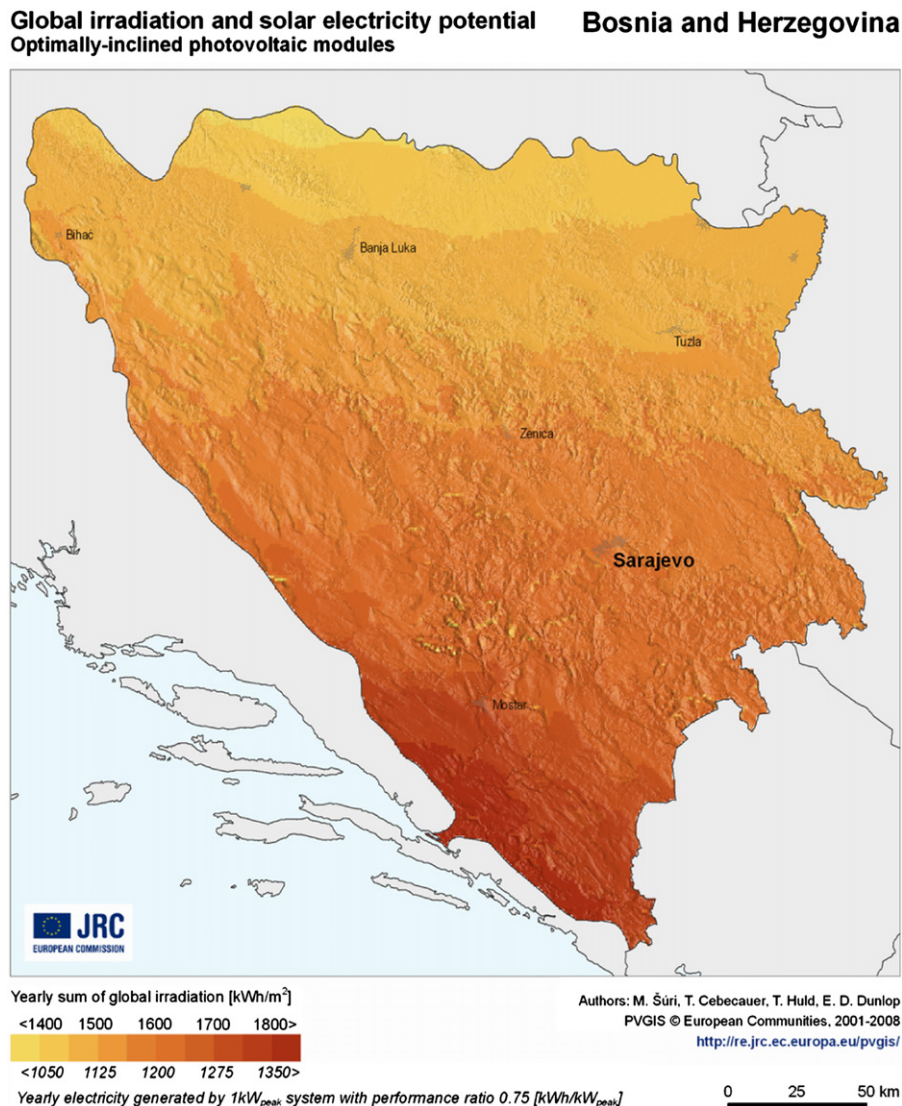 Global irradiation and solar electricity potential
Optimally-inclined photovoltaic modules
Bosnia and Herzegovina
Bihać
Banja Luka
Tuzla
Zenica
Sarajevo
Mostar
JRC
EUROPEAN COMMISSION
Yearly sum of global irradiation [kWh/m²]
<1400 1500 1600 1700 1800>
<1050 1125 1200 1275 1350>
Yearly electricity generated by 1kWpeak system with performance ratio 0.75 [kWh/kWpeak]
Authors: M. Šúri, T. Cebecauer, T. Huld, E. D. Dunlop
PVGIS © European Communities, 2001-2008
http://re.jrc.ec.europa.eu/pvgis/
0 25 50 km